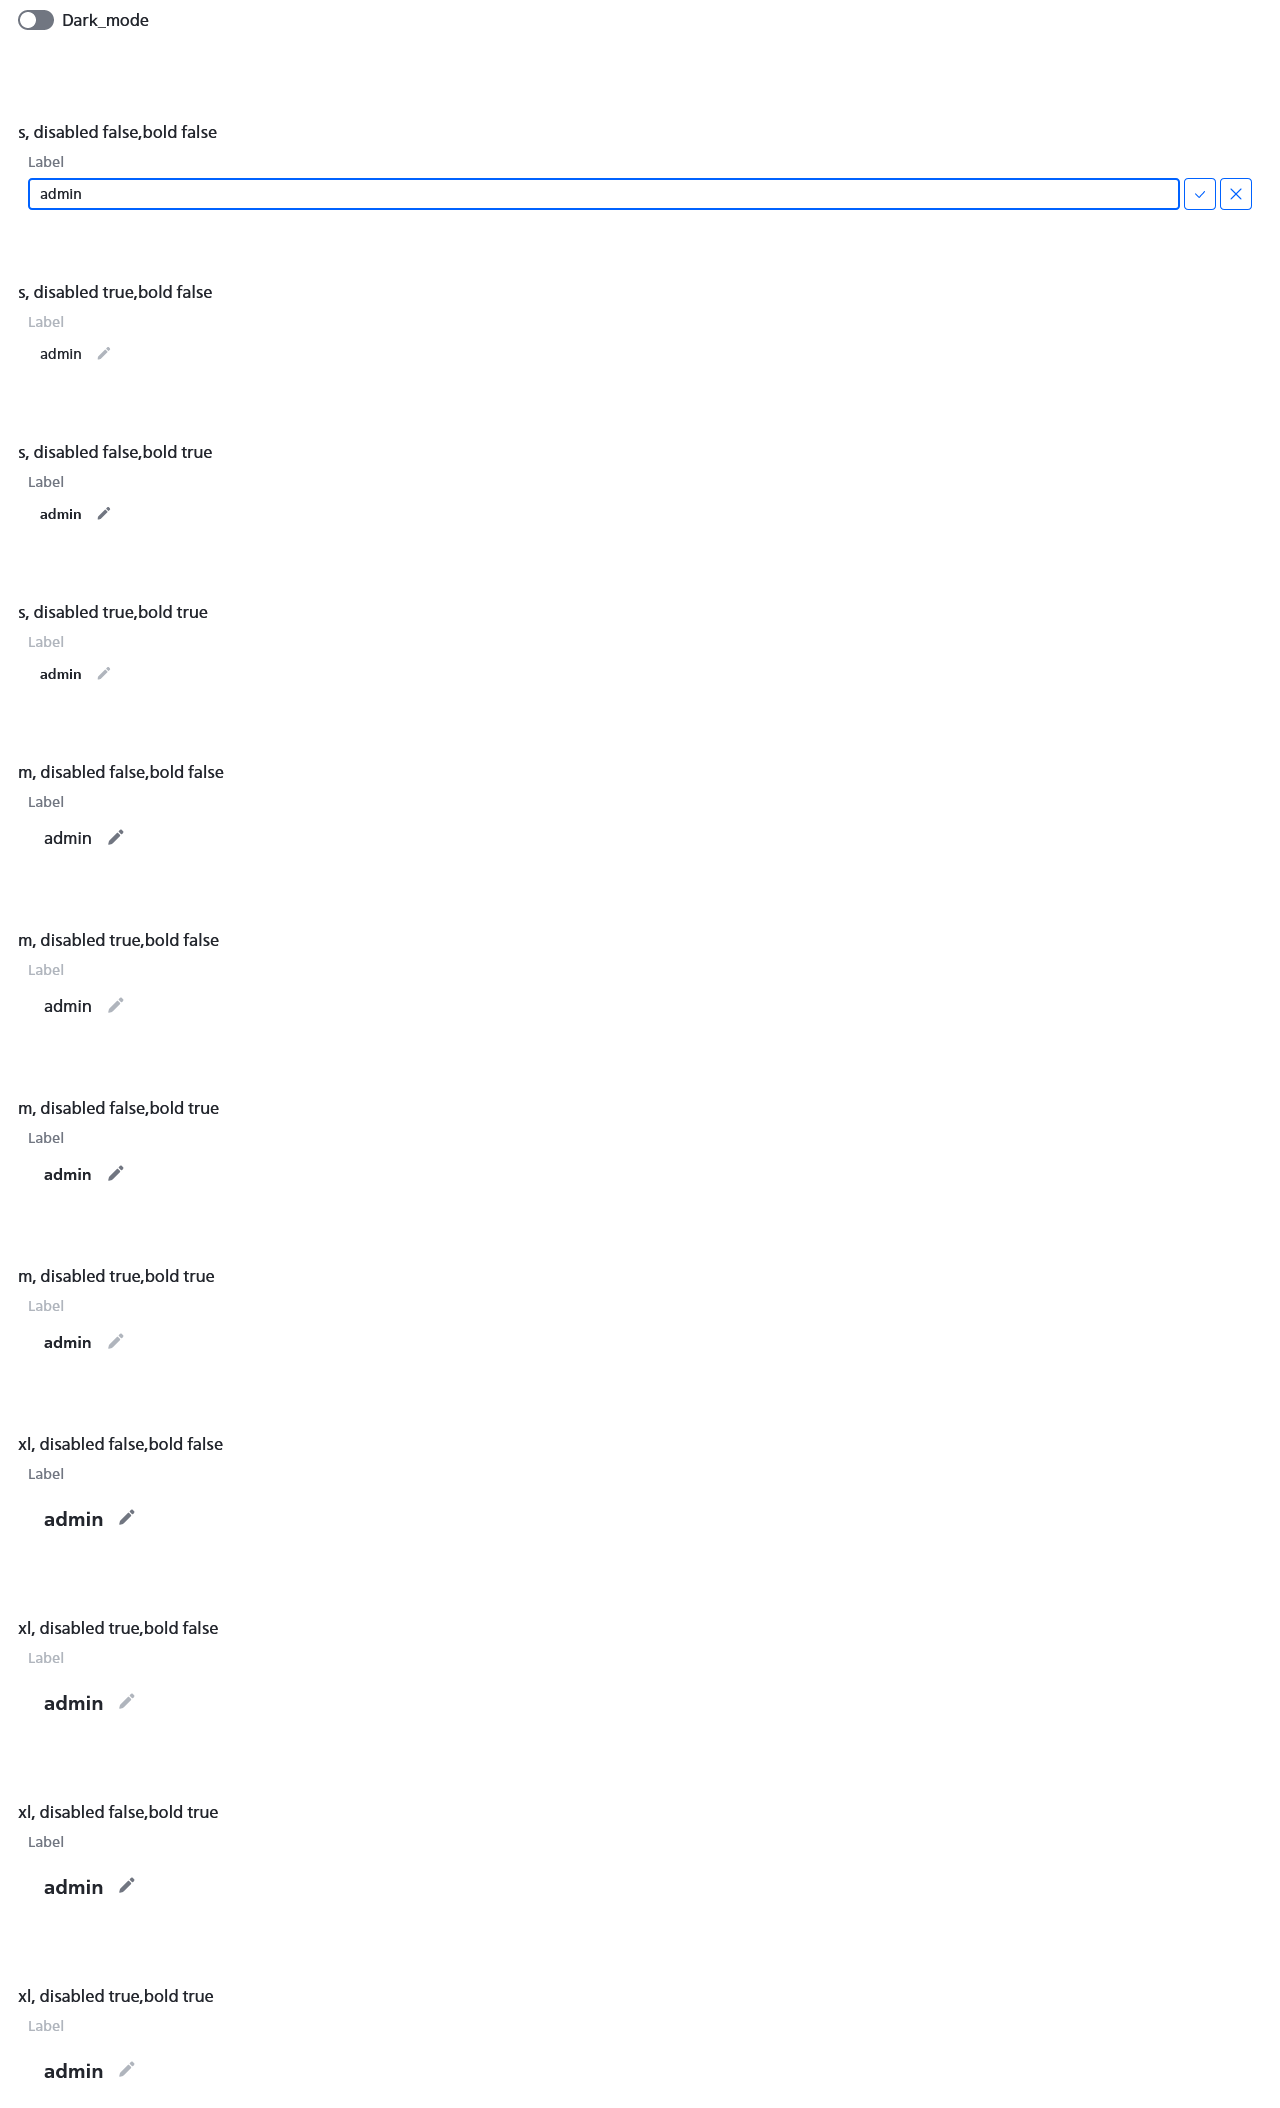 Dark_mode
s, disabled false,bold false
Label
admin
s, disabled true,bold false
Label
admin
s, disabled false,bold true
Label
admin
s, disabled true,bold true
Label
admin
m, disabled false,bold false
Label
admin
m, disabled true,bold false
Label
admin
m, disabled false,bold true
Label
admin
m, disabled true,bold true
Label
admin
xl, disabled false,bold false
Label
admin
xl, disabled true,bold false
Label
admin
xl, disabled false,bold true
Label
admin
xl, disabled true,bold true
Label
admin